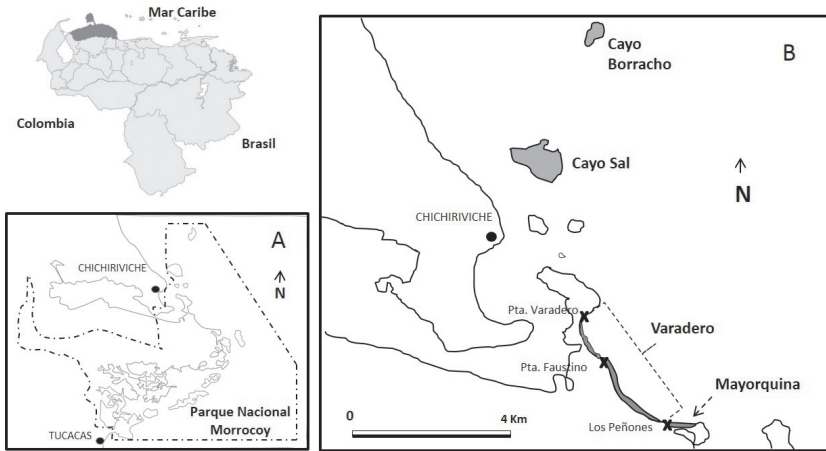 Mar Caribe
Colombia
Brasil
A
CHICHIRIVICHE
N
Parque Nacional
Morrocoy
TUCACAS
B
Cayo
Borracho
Cayo Sal
N
CHICHIRIVICHE
Pta. Varadero
Varadero
Pta. Faustino
Mayorquina
Los Peñones
0
4 Km